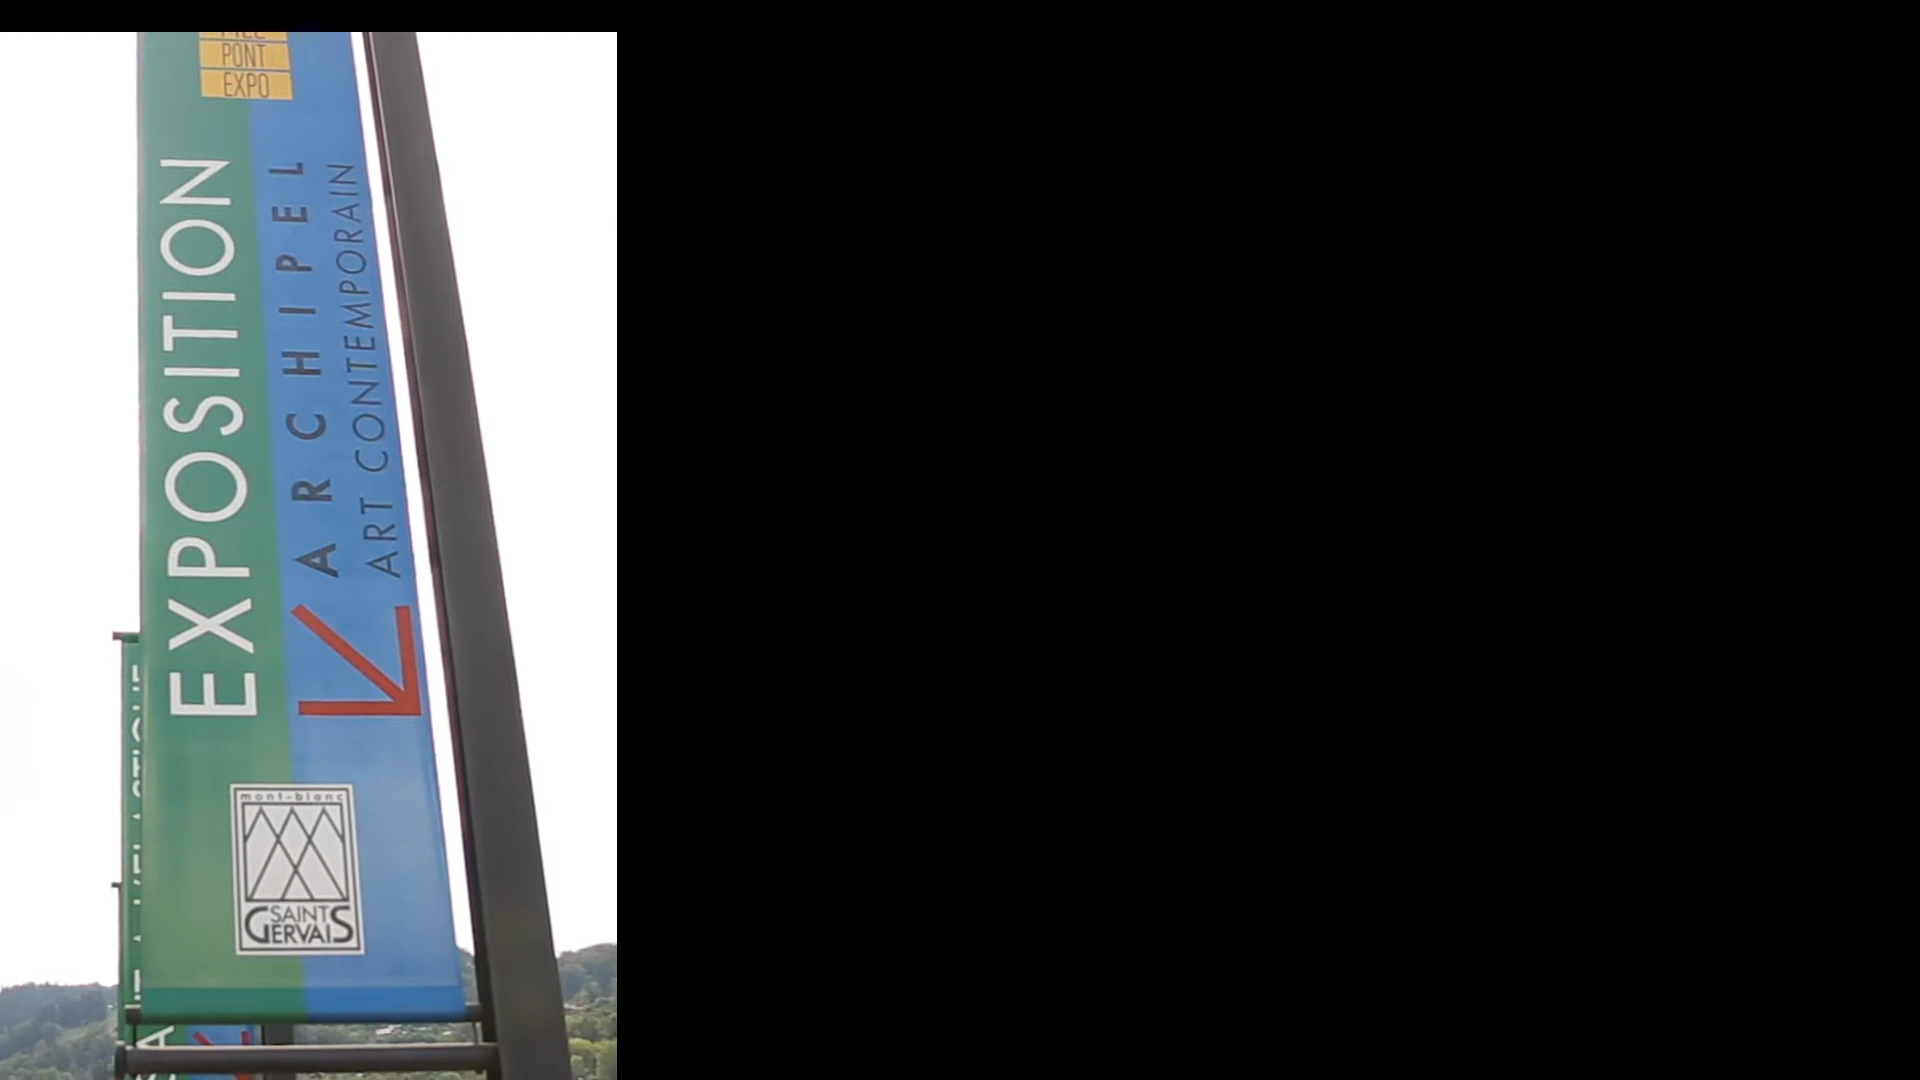 PONT
EXPO
EXPOSITION
ARCHIPEL
ART CONTEMPORAIN
mont-blanc
SAINT
GERVAIS